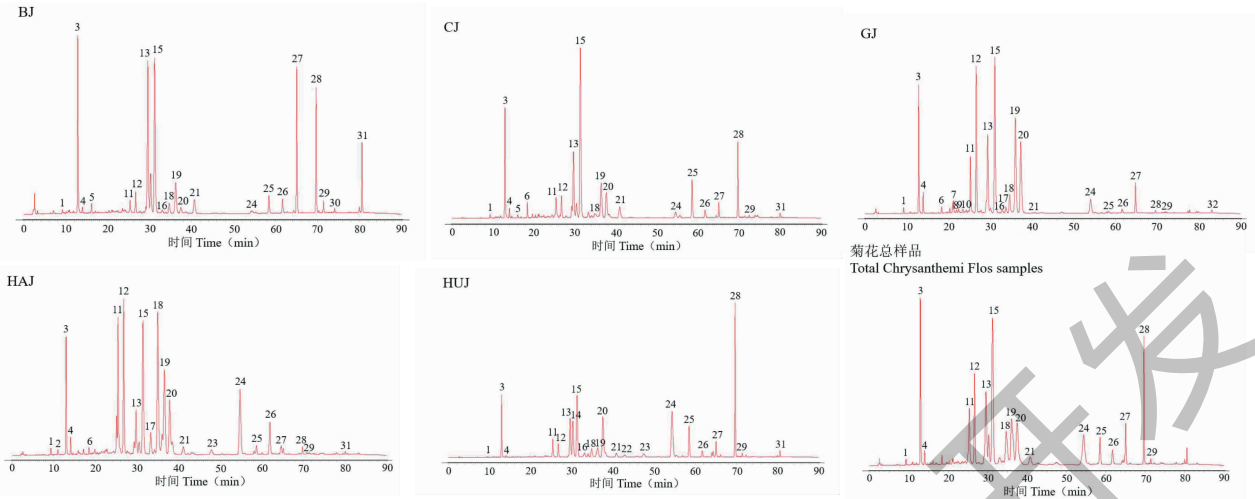 BJ
3
13 15
27
28
31
1 4 5 11 12 16 18 19 20 21 24 25 26 29 30
0 10 20 30 40 50 60 70 80 90
时间 Time（min）
CJ
15
3
13
28
1 4 5 6 11 12 18 19 20 21 24 25 26 27 29 31
0 10 20 30 40 50 60 70 80 90
时间 Time（min）
GJ
15
12
3
19
13
20
11
1 4 6 7 8 9 10 16 17 18 21 24 25 26 27 28 29 32
0 10 20 30 40 50 60 70 80 90
时间 Time（min）
HAJ
12
11 18
15
3
19
13 20 24
1 2 4 6 17 21 23 25 26 27 28 29 31
0 10 20 30 40 50 60 70 80 90
时间 Time（min）
HUJ
28
3 15
13 14 20 24
1 4 11 12 16 18 19 21 22 23 25 26 27 29 31
0 10 20 30 40 50 60 70 80 90
时间 Time（min）
菊花总样品
Total Chrysanthemi Flos samples
3
15
28
12
13
11 19 20 27
1 4 18 21 24 25 26 29
0 10 20 30 40 50 60 70 80 90
时间 Time（min）
发